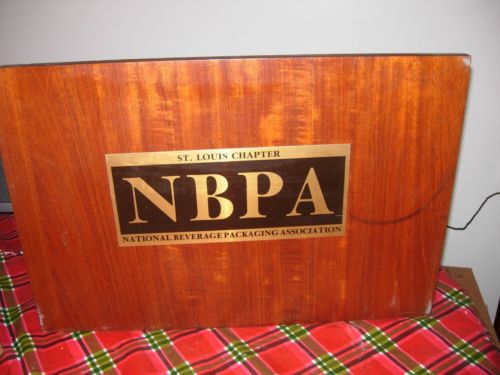 ST. LOUIS CHAPTER
NBPA
NATIONAL BEVERAGE PACKAGING ASSOCIATION